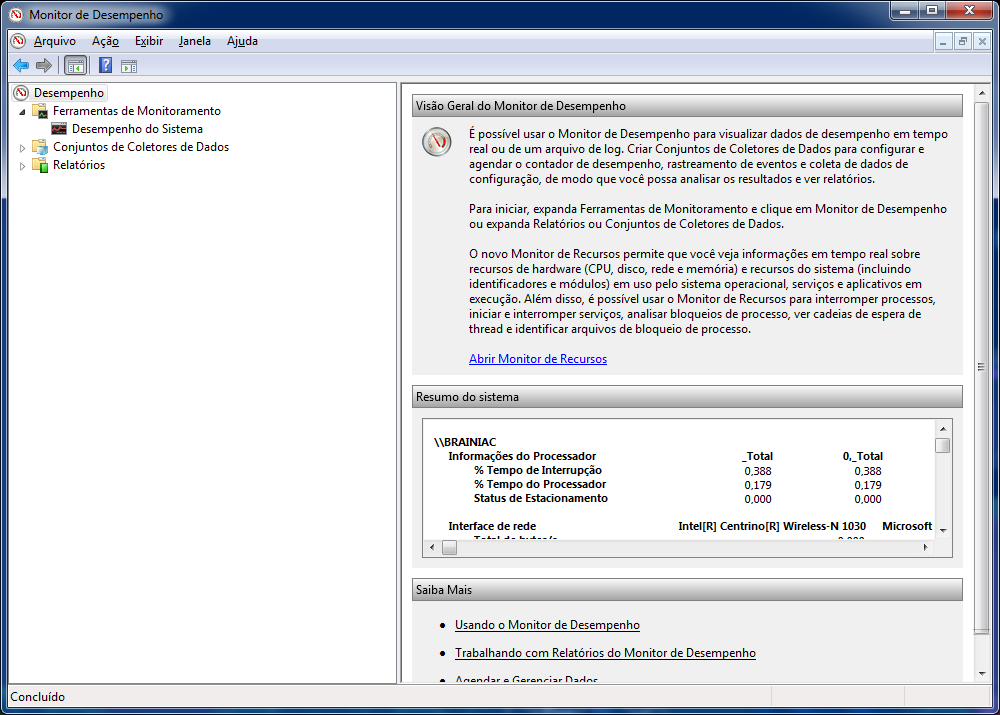 Monitor de Desempenho
Arquivo Ação Exibir Janela Ajuda
Desempenho
Ferramentas de Monitoramento
Desempenho do Sistema
Conjuntos de Coletores de Dados
Relatórios
Visão Geral do Monitor de Desempenho
É possível usar o Monitor de Desempenho para visualizar dados de desempenho em tempo
real ou de um arquivo de log. Criar Conjuntos de Coletores de Dados para configurar e
agendar o contador de desempenho, rastreamento de eventos e coleta de dados de
configuração, de modo que você possa analisar os resultados e ver relatórios.
Para iniciar, expanda Ferramentas de Monitoramento e clique em Monitor de Desempenho
ou expanda Relatórios ou Conjuntos de Coletores de Dados.
O novo Monitor de Recursos permite que você veja informações em tempo real sobre
recursos de hardware (CPU, disco, rede e memória) e recursos do sistema (incluindo
identificadores e módulos) em uso pelo sistema operacional, serviços e aplicativos em
execução. Além disso, é possível usar o Monitor de Recursos para interromper processos,
iniciar e interromper serviços, analisar bloqueios de processo, ver cadeias de espera de
thread e identificar arquivos de bloqueio de processo.
Abrir Monitor de Recursos
Resumo do sistema
\\BRAINIAC
Informações do Processador _Total 0,_Total
% Tempo de Interrupção 0,388 0,388
% Tempo do Processador 0,179 0,179
Status de Estacionamento 0,000 0,000
Interface de rede Intel[R] Centrino[R] Wireless-N 1030 Microsoft
Total de bytes/s 0,000
Saiba Mais
• Usando o Monitor de Desempenho
• Trabalhando com Relatórios do Monitor de Desempenho
• Agendar e Gerenciar Dados
Concluído